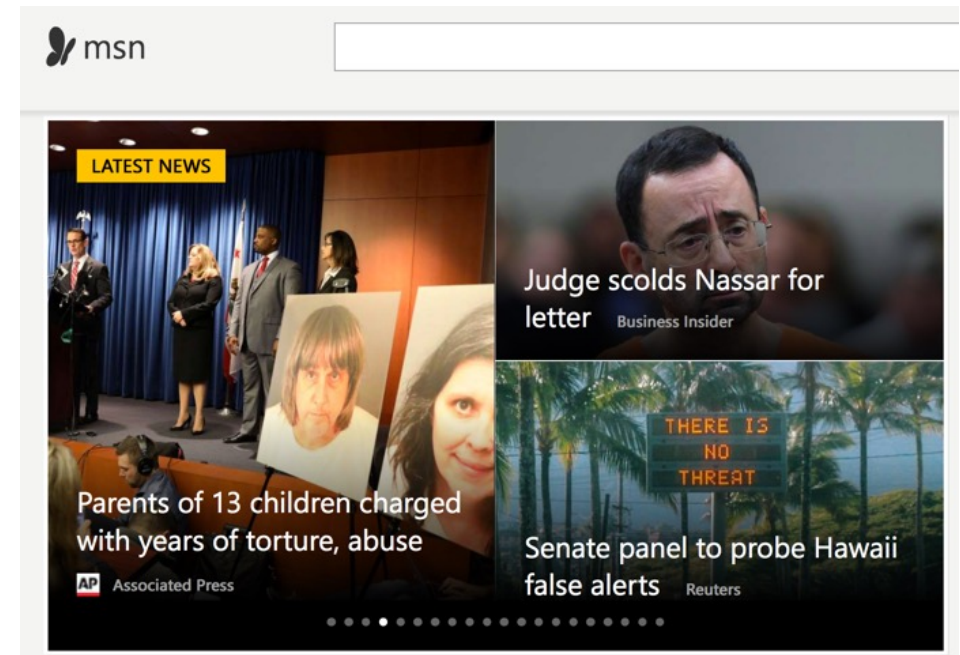 msn
LATEST NEWS
Parents of 13 children charged
with years of torture, abuse
AP Associated Press
Judge scolds Nassar for
letter Business Insider
THERE IS
NO
THREAT
Senate panel to probe Hawaii
false alerts Reuters